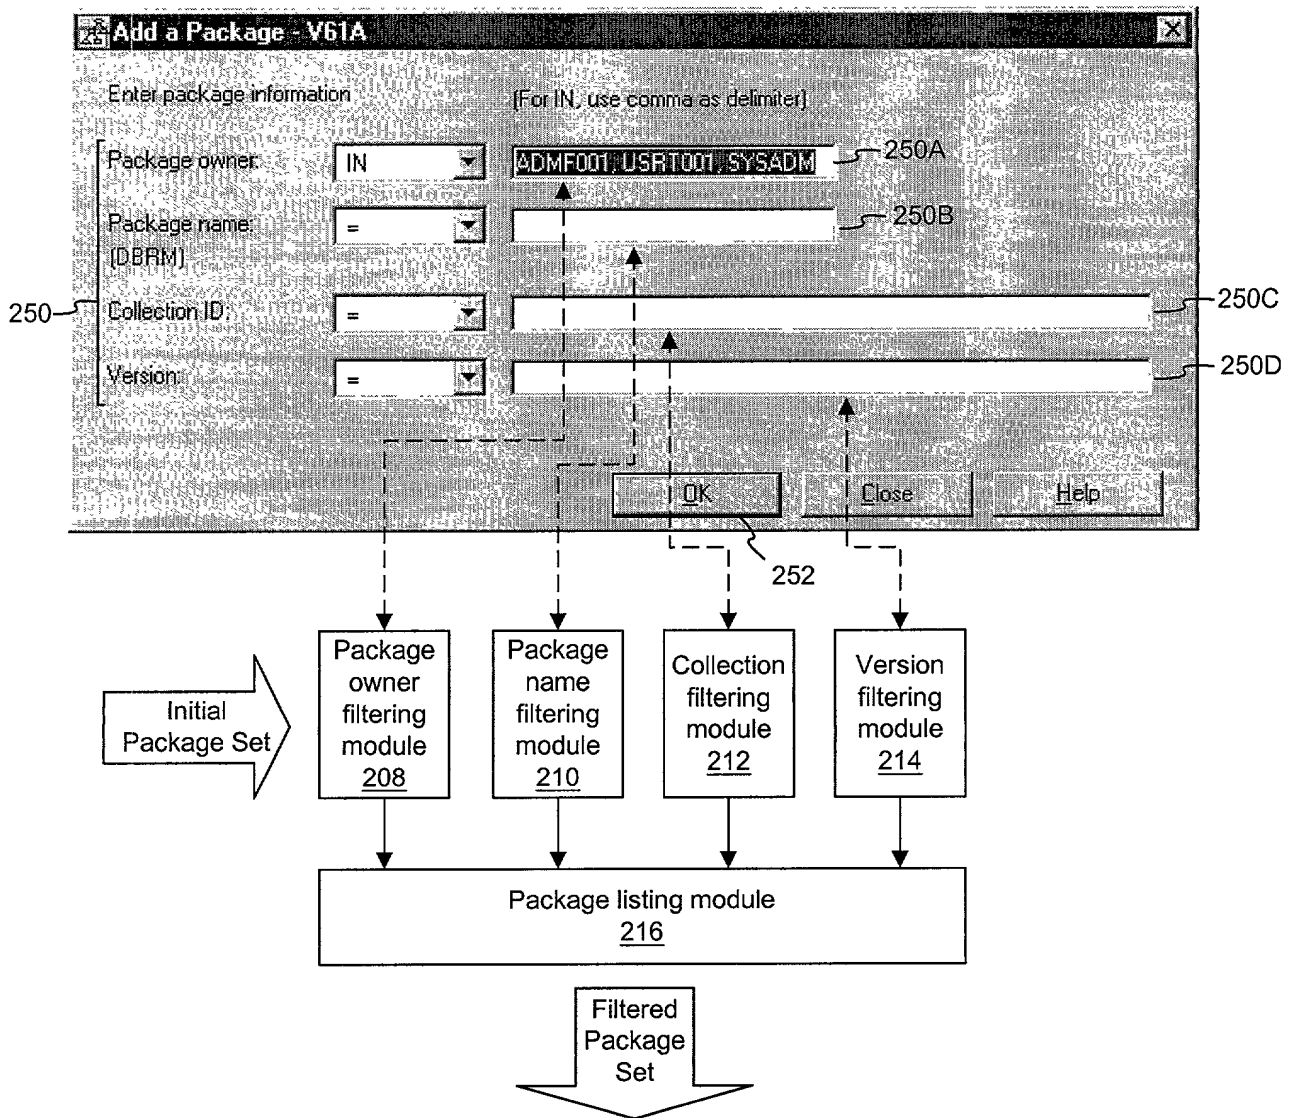 Add a Package - V61A
Enter package information
(For IN, use comma as delimiter)
Package owner:
IN
ADMF001, USRT001, SYSADM
250A
Package name:
(DBRM)
=
250B
250
Collection ID:
=
250C
Version:
=
250D
OK
Close
Help
252
Initial
Package Set
Package
owner
filtering
module
208
Package
name
filtering
module
210
Collection
filtering
module
212
Version
filtering
module
214
Package listing module
216
Filtered
Package
Set